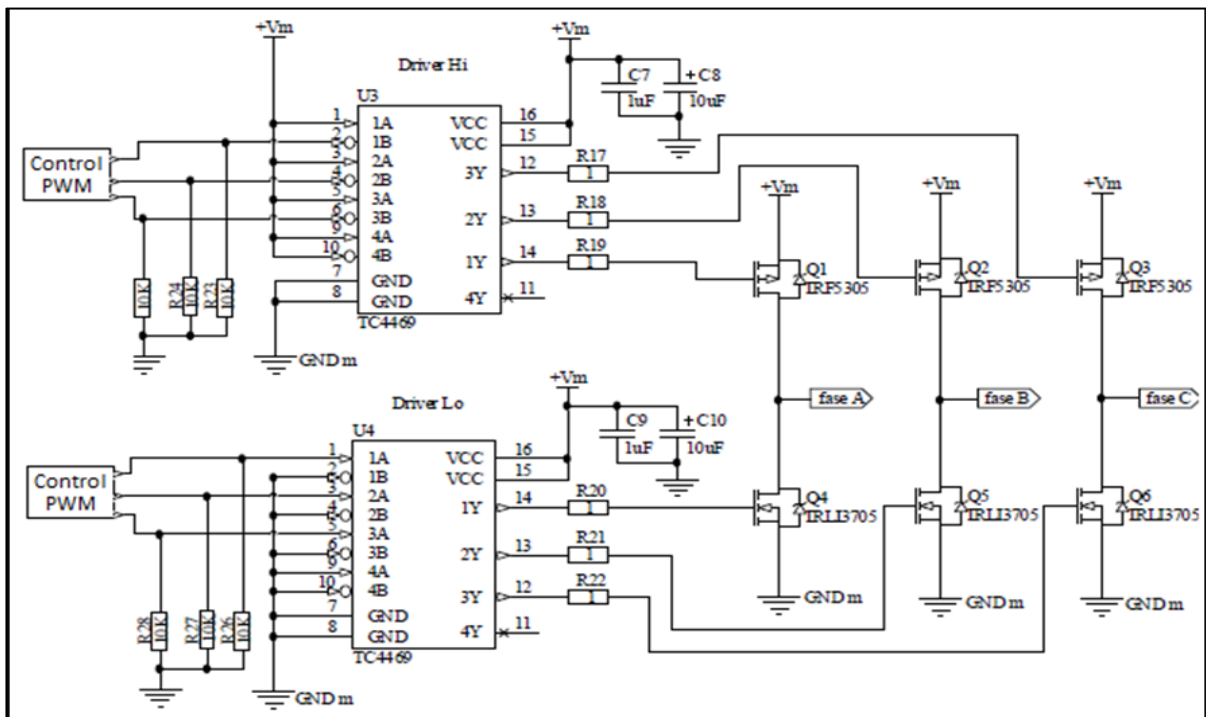 +Vm
Driver Hi
U3
Control
PWM
1 1A
2 1B
3 2A
4 2B
5 3A
6 3B
9 4A
10 4B
7 GND
8 GND
VCC 16
VCC 15
3Y 12
2Y 13
1Y 14
4Y 11
TC4469
+Vm
C7
1uF
+ C8
10uF
R17
1
R18
1
R19
1
10K
R24
10K
R23
10K
GND m
+Vm
+Vm
+Vm
Q1
IRF5305
Q2
IRF5305
Q3
IRF5305
fase A
fase B
fase C
Driver Lo
U4
Control
PWM
1 1A
2 1B
3 2A
4 2B
5 3A
6 3B
9 4A
10 4B
7 GND
8 GND
VCC 16
VCC 15
1Y 14
2Y 13
3Y 12
4Y 11
TC4469
+Vm
C9
1uF
+ C10
10uF
R20
1
R21
1
R22
1
R28
10K
R27
10K
R26
10K
GND m
Q4
IRLI3705
Q5
IRLI3705
Q6
IRLI3705
GND m
GND m
GND m